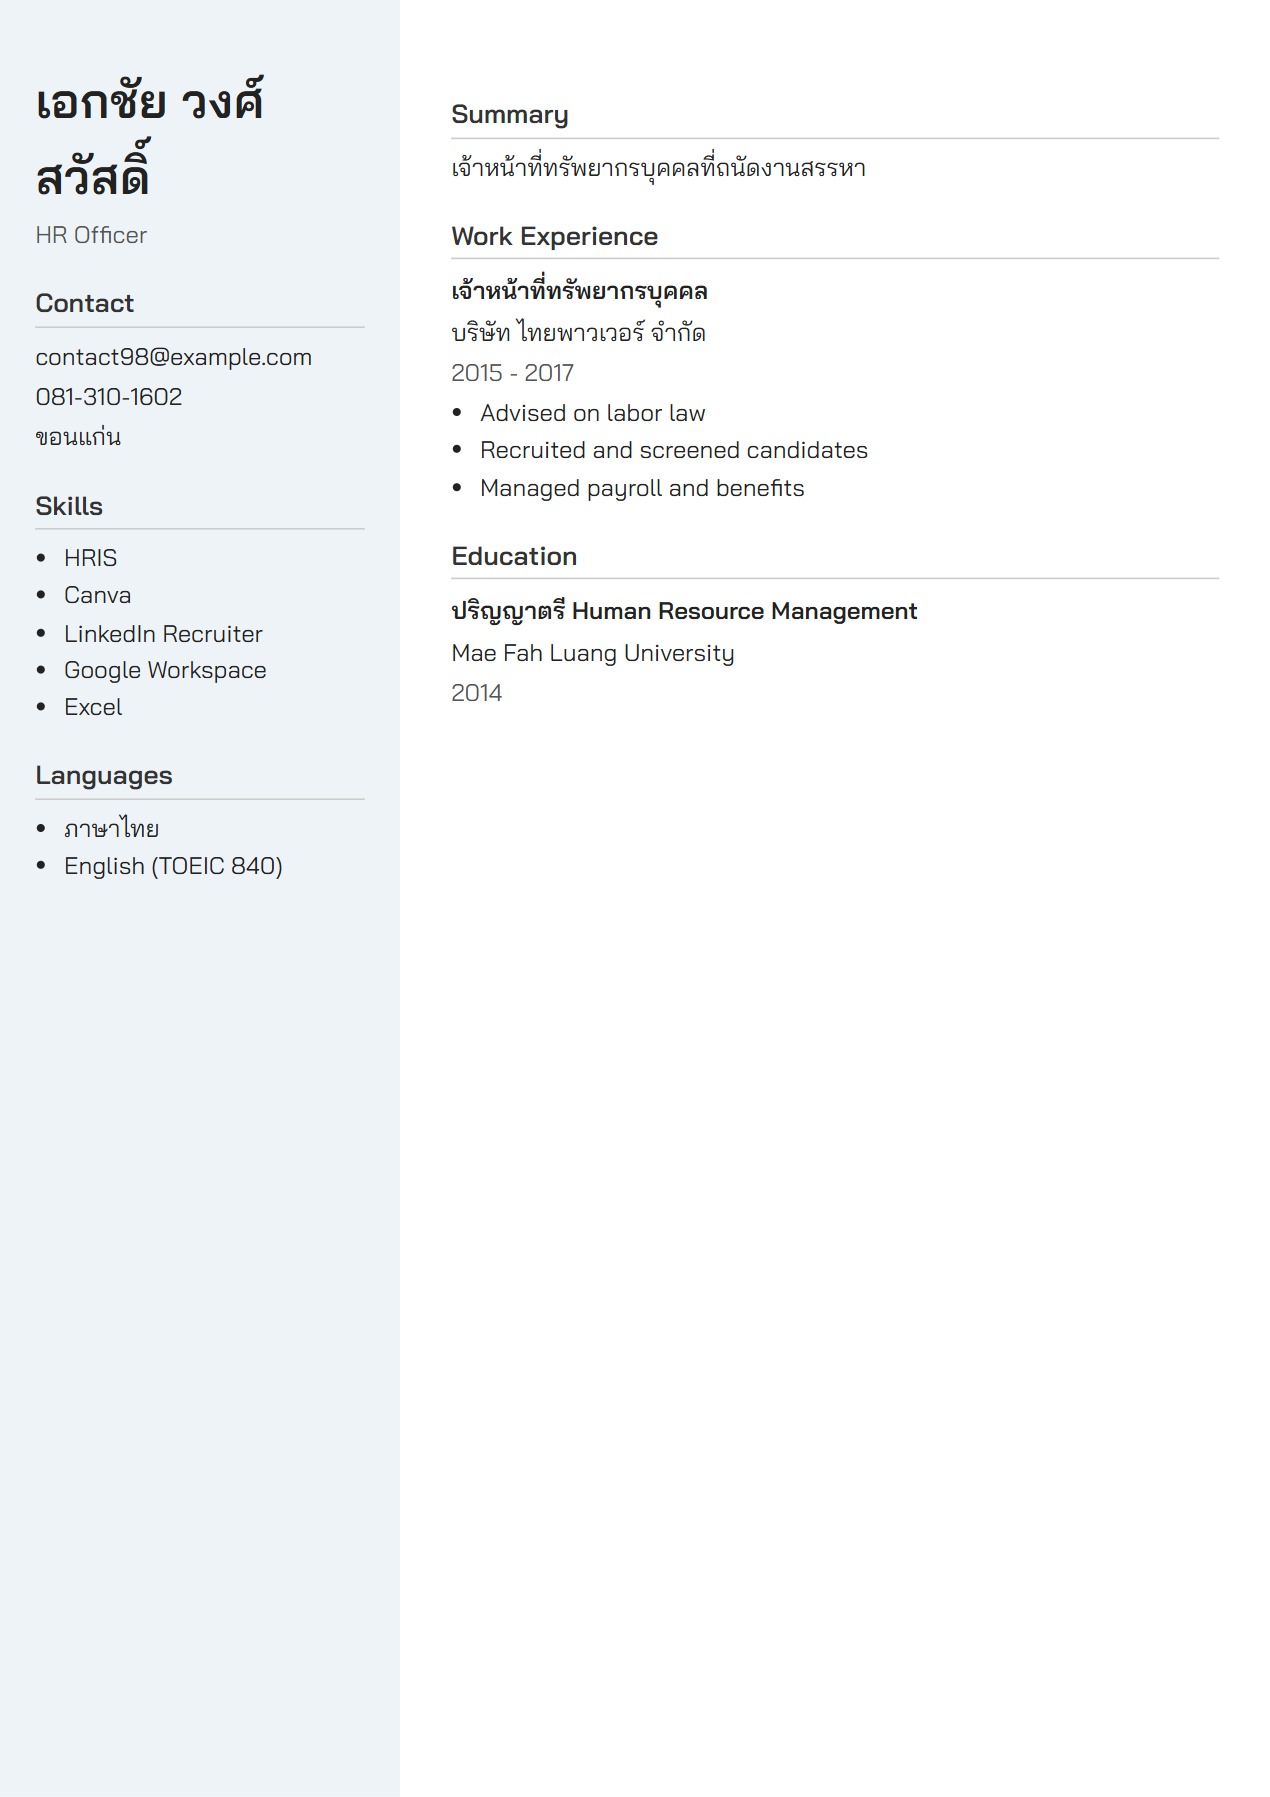 เอกชัย วงศ์
สวัสดิ์
HR Officer
Contact
contact98@example.com
081-310-1602
ขอนแก่น
Skills
• HRIS
• Canva
• LinkedIn Recruiter
• Google Workspace
• Excel
Languages
• ภาษาไทย
• English (TOEIC 840)
Summary
เจ้าหน้าที่ทรัพยากรบุคคลที่ถนัดงานสรรหา
Work Experience
เจ้าหน้าที่ทรัพยากรบุคคล
บริษัท ไทยพาวเวอร์ จำกัด
2015 - 2017
• Advised on labor law
• Recruited and screened candidates
• Managed payroll and benefits
Education
ปริญญาตรี Human Resource Management
Mae Fah Luang University
2014